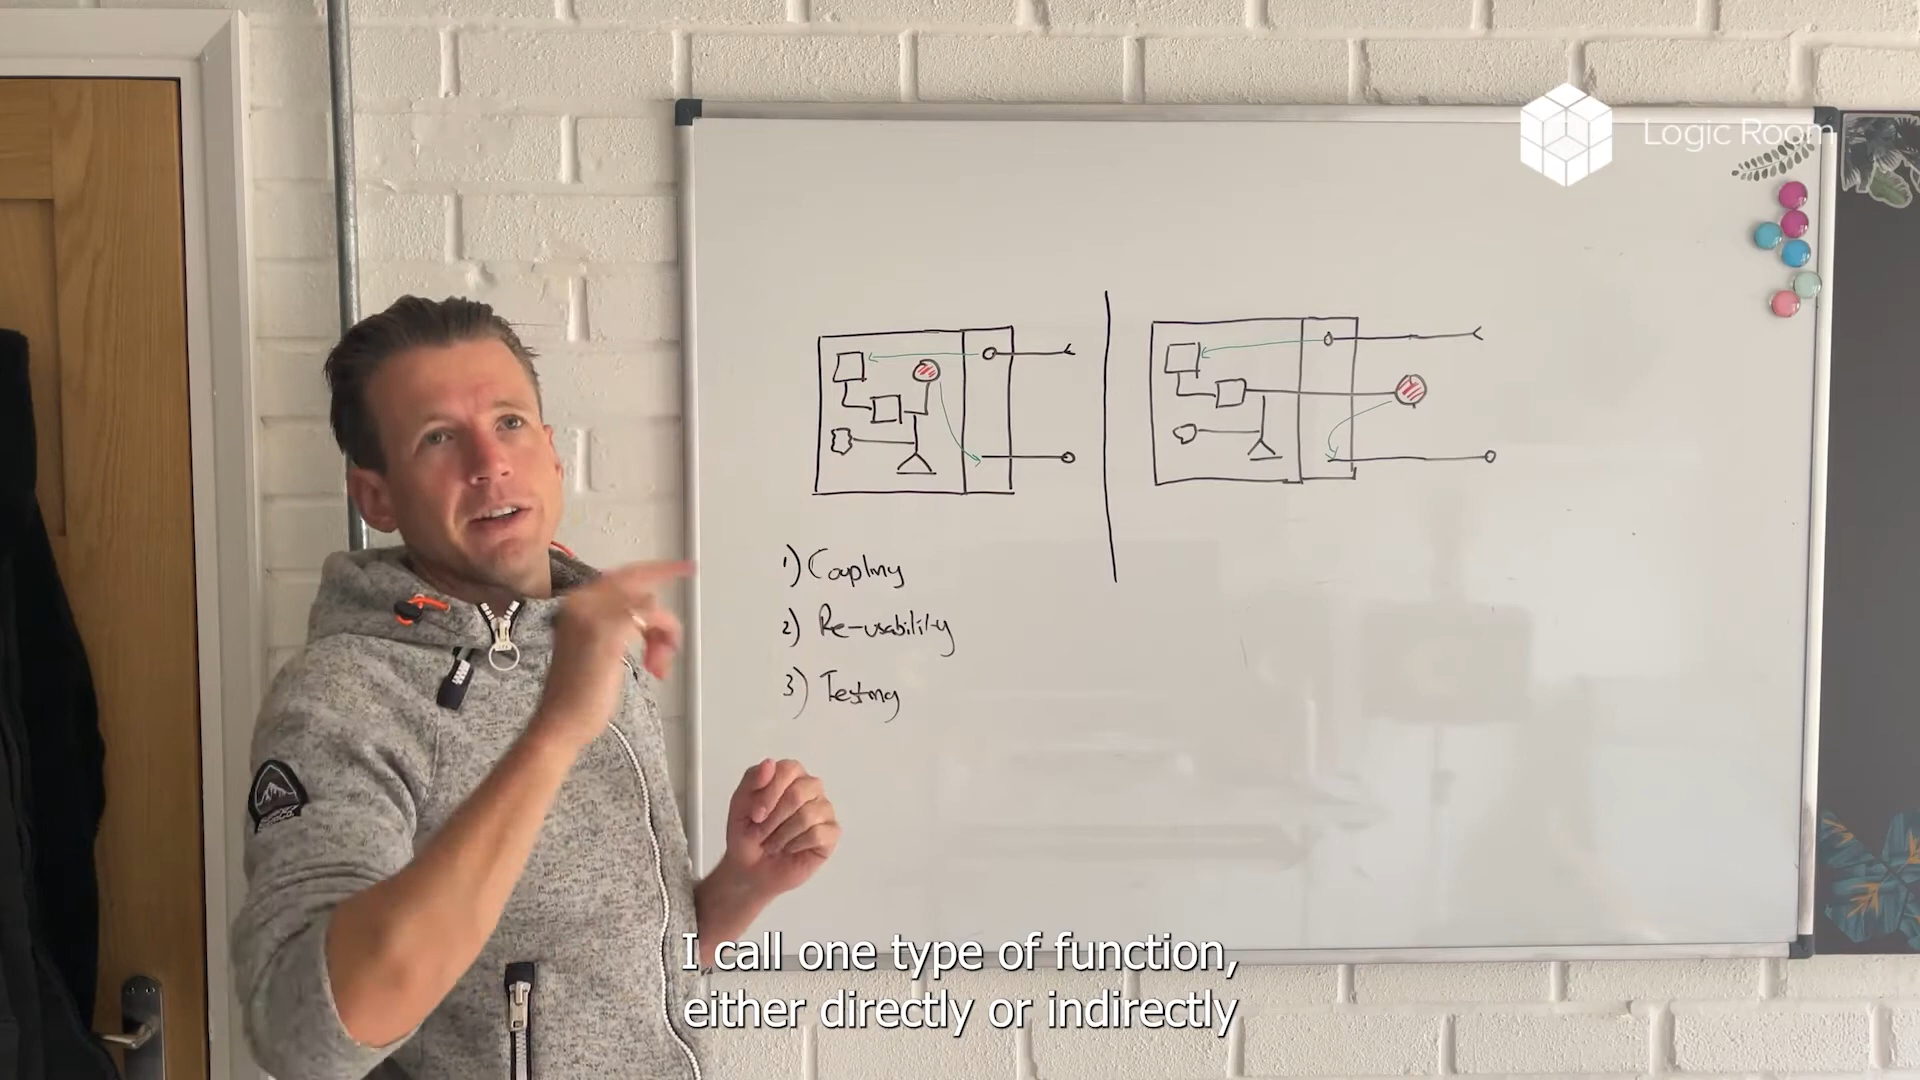 Logic Room
1) Coupling
2) Re-usability
3) Testing
I call one type of function,
either directly or indirectly